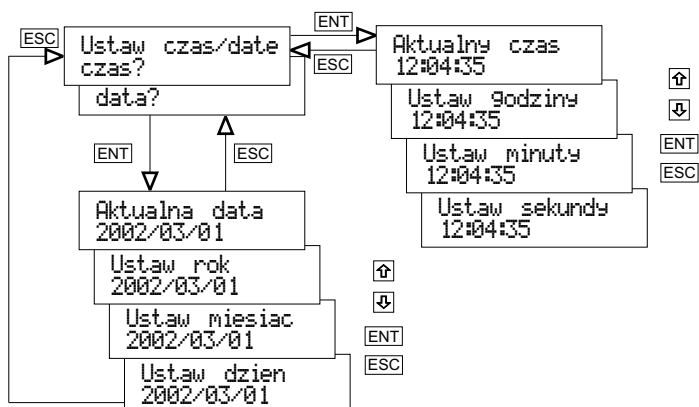 ESC
Ustaw czas/date
czas?
data?
ENT
ESC
Aktualny czas
12:04:35
Ustaw godziny
12:04:35
Ustaw minuty
12:04:35
Ustaw sekundy
12:04:35
ENT
ESC
ENT
ESC
Aktualna data
2002/03/01
Ustaw rok
2002/03/01
Ustaw miesiac
2002/03/01
Ustaw dzien
2002/03/01
ENT
ESC